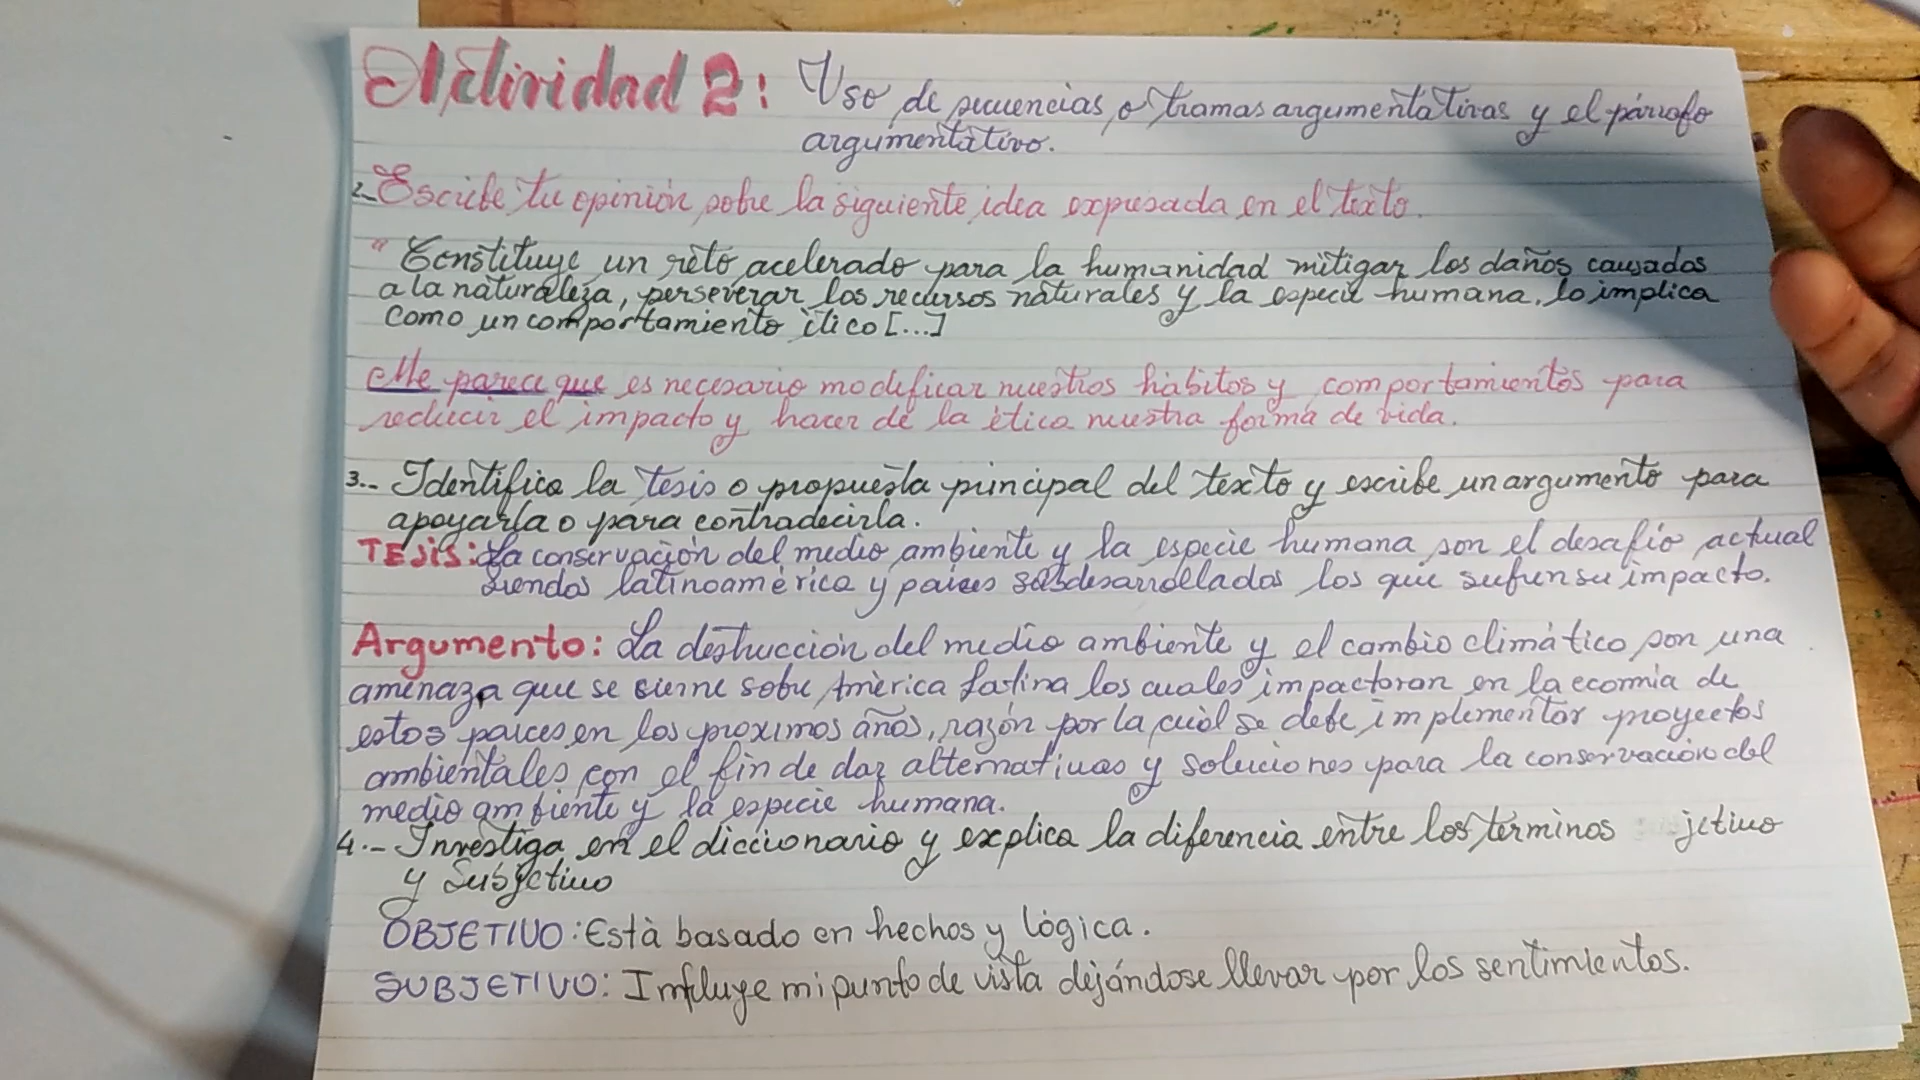 Actividad 2: Uso de secuencias o tramas argumentativas y el párrafo
argumentativo.
2.- Escribe tu opinión sobre la siguiente idea expresada en el texto.
" Constituye un reto acelerado para la humanidad mitigar los daños causados
a la naturaleza, perseverar los recursos naturales y la especie humana, lo implica
como un comportamiento ético [...]
Me parece que es necesario modificar nuestros hábitos y comportamientos para
reducir el impacto y hacer de la ética nuestra forma de vida.
3.- Identifica la tesis o propuesta principal del texto y escribe un argumento para
apoyarla o para contradecirla.
TESIS: La conservación del medio ambiente y la especie humana son el desafío actual
siendos latinoamérica y países subdesarrollados los que sufren su impacto.
Argumento: La destrucción del medio ambiente y el cambio climático son una
amenaza que se cierne sobre América Latina los cuales impactoran en la ecormia de
estos paices en los proximos años, razón por la cuàl se debe implementar proyectos
ambientales con el fin de dar alternativas y soluciones para la conservación del
medio ambiente y la especie humana.
4.- Investiga en el diccionario y explica la diferencia entre los términos jetivo
y Subjetivo
OBJETIVO: Està basado en hechos y lògica.
SUBJETIVO: Influye mi punto de vista dejándose llevar por los sentimientos.